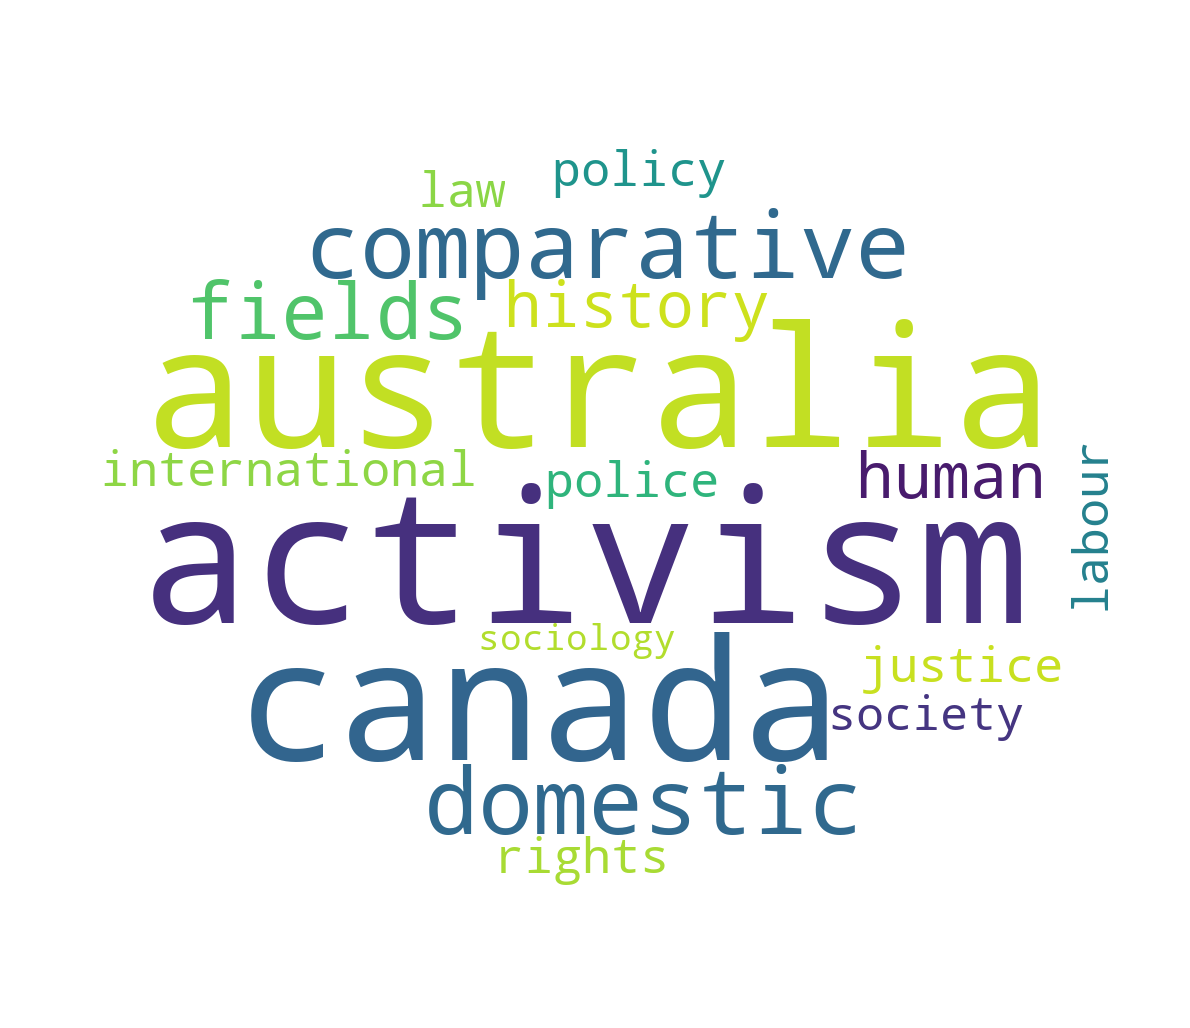 policy
law
comparative
fields
history
australia
international
police
human
labour
activism
sociology
canada
justice
society
domestic
rights